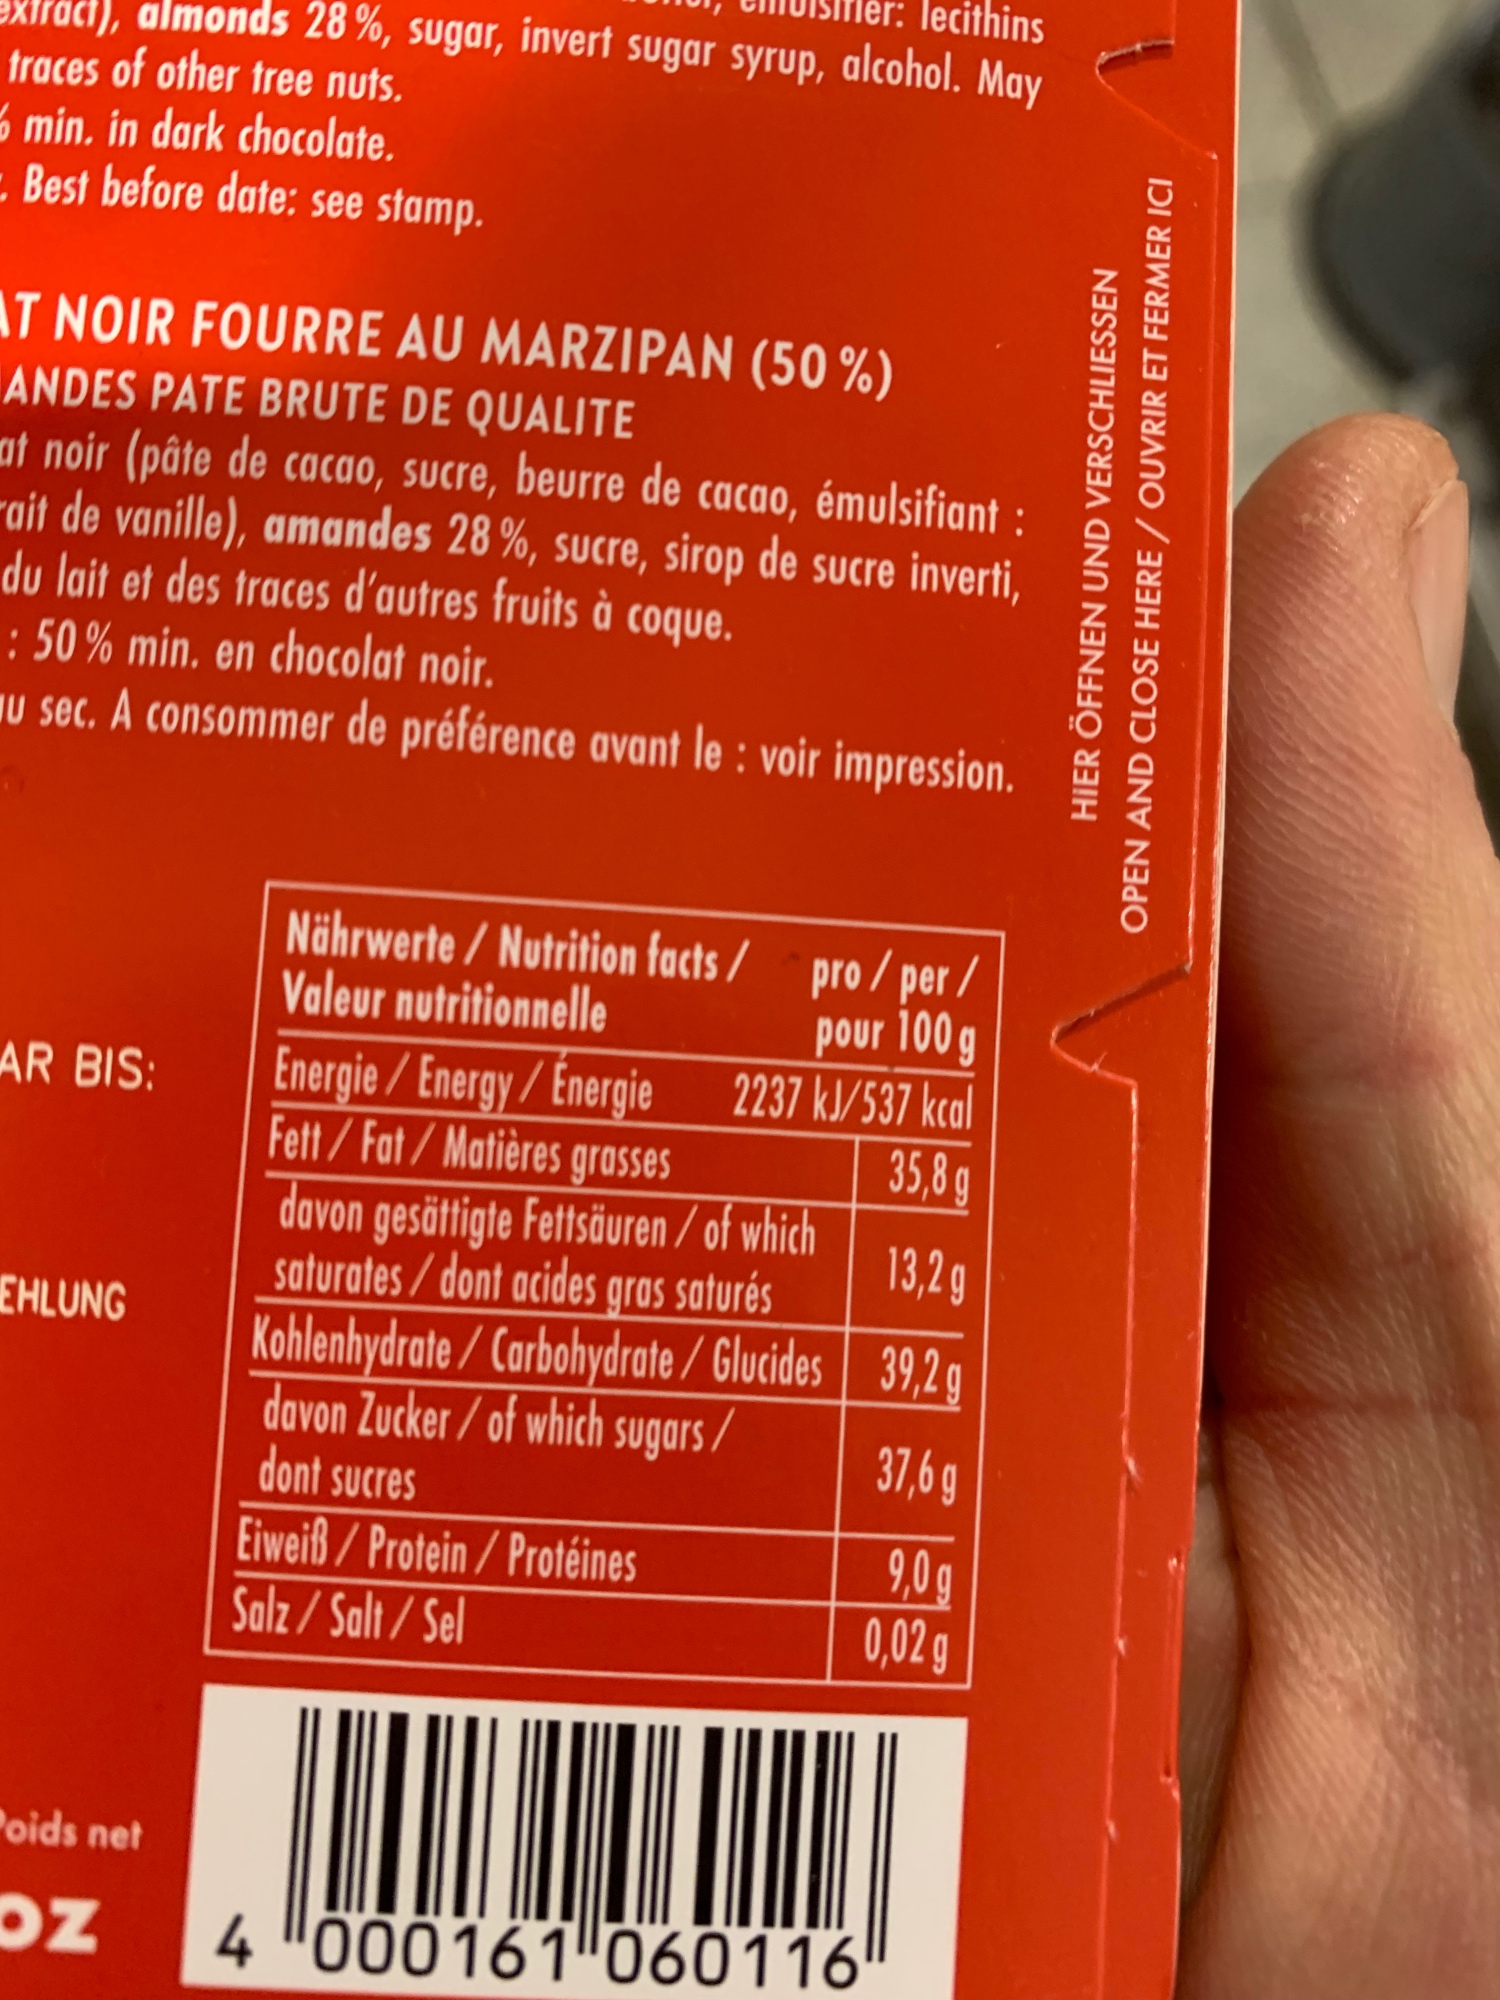 extract), almonds 28 %, sugar, invert sugar syrup, alcohol. May
lecithins
traces of other tree nuts.
min. in dark chocolate.
Best before date: see stamp.
NOIR FOURRE AU MARZIPAN (50 %)
PATE BRUTE DE QUALITE
noir (pâte de cacao, sucre, beurre de cacao, émulsifiant :
de vanille), amandes 28 %, sucre, sirop de sucre inverti,
du lait et des traces d'autres fruits à coque.
: 50 % min. en chocolat noir.
sec. A consommer de préférence avant le : voir impression.
HIER ÖFFNEN UND VERSCHLIESSEN
OPEN AND CLOSE HERE / OUVRIR ET FERMER ICI
Nährwerte / Nutrition facts / pro / per /
Valeur nutritionnelle pour 100 g
Energie / Energy / Énergie 2237 kJ/537 kcal
Fett / Fat / Matières grasses 35,8 g
davon gesättigte Fettsäuren / of which
saturates / dont acides gras saturés 13,2 g
Kohlenhydrate / Carbohydrate / Glucides 39,2 g
davon Zucker / of which sugars /
dont sucres 37,6 g
Eiweiß / Protein / Protéines 9,0 g
Salz / Salt / Sel 0,02 g
BIS:
Poids net
oz
4 000161 060116